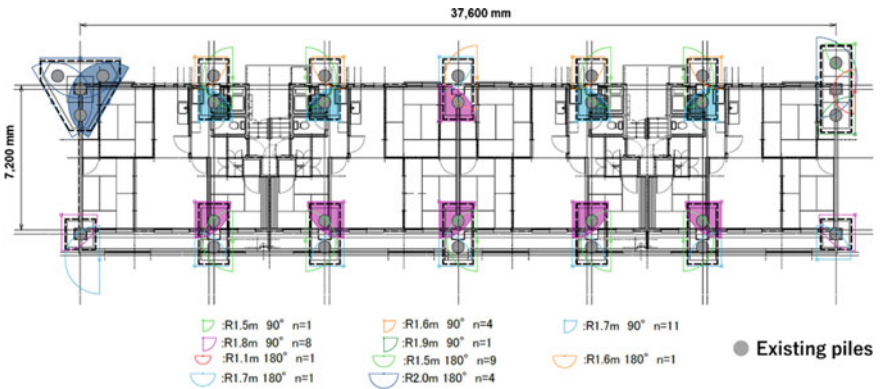 37,600 mm
7,200 mm
:R1.5m 90° n=1
:R1.6m 90° n=4
:R1.7m 90° n=11
:R1.8m 90° n=8
:R1.9m 90° n=1
:R1.1m 180° n=1
:R1.5m 180° n=9
:R1.6m 180° n=1
:R1.7m 180° n=1
:R2.0m 180° n=4
Existing piles